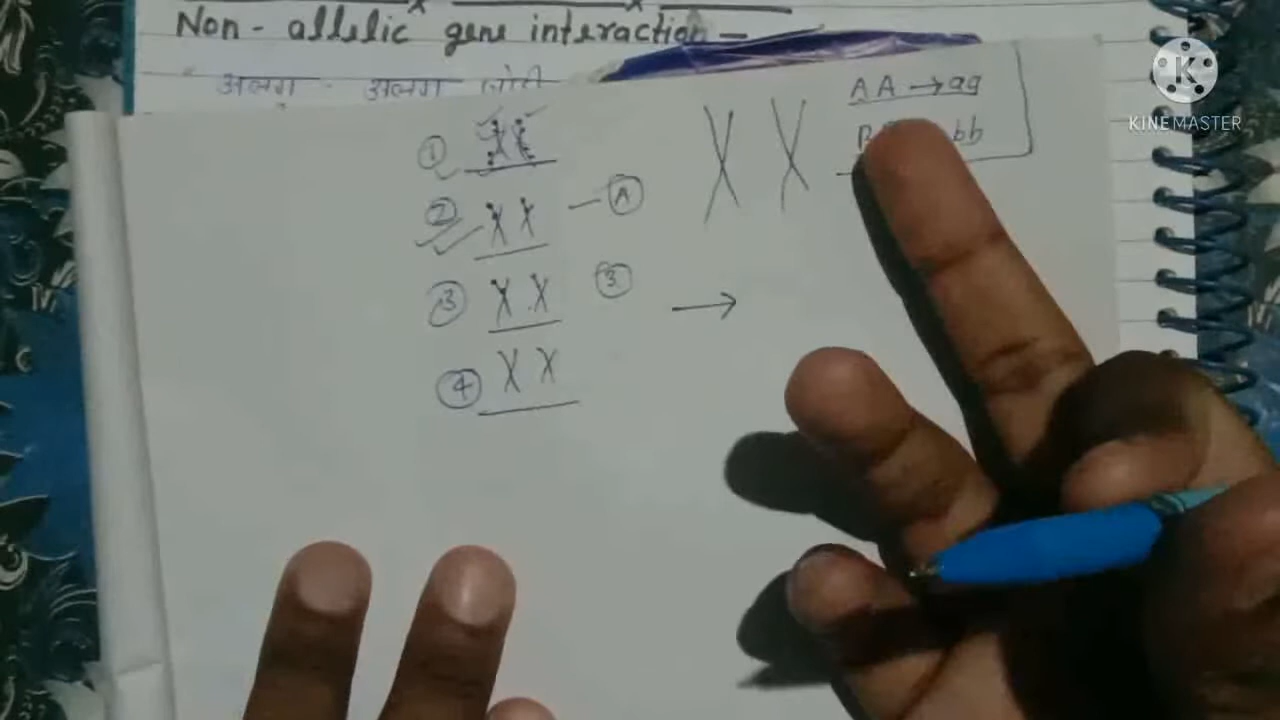 Non - allelic gene interaction -
अलग - अलग
① 
② — Ⓐ
③ ③ →
④
AA → aa
bb
KINEMASTER